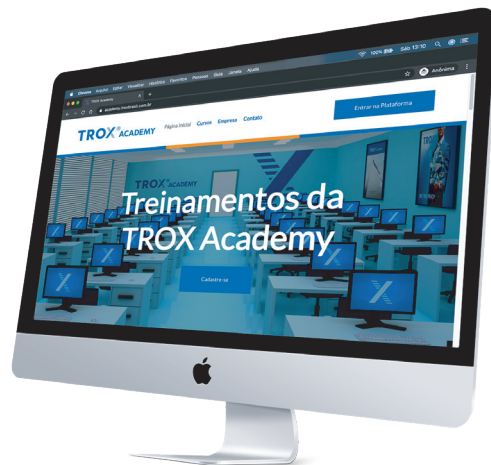 Chrome Arquivo Editar Visualizar Histórico Favoritos Pessoas Guia Janela Ajuda
100% Sáb 13:10
TROX Academy
academy.troxbrasil.com.br
Anônima
TROX® ACADEMY
Página Inicial Cursos Empresa Contato
Entrar na Plataforma
TROX® ACADEMY
Treinamentos da
TROX Academy
Cadastre-se